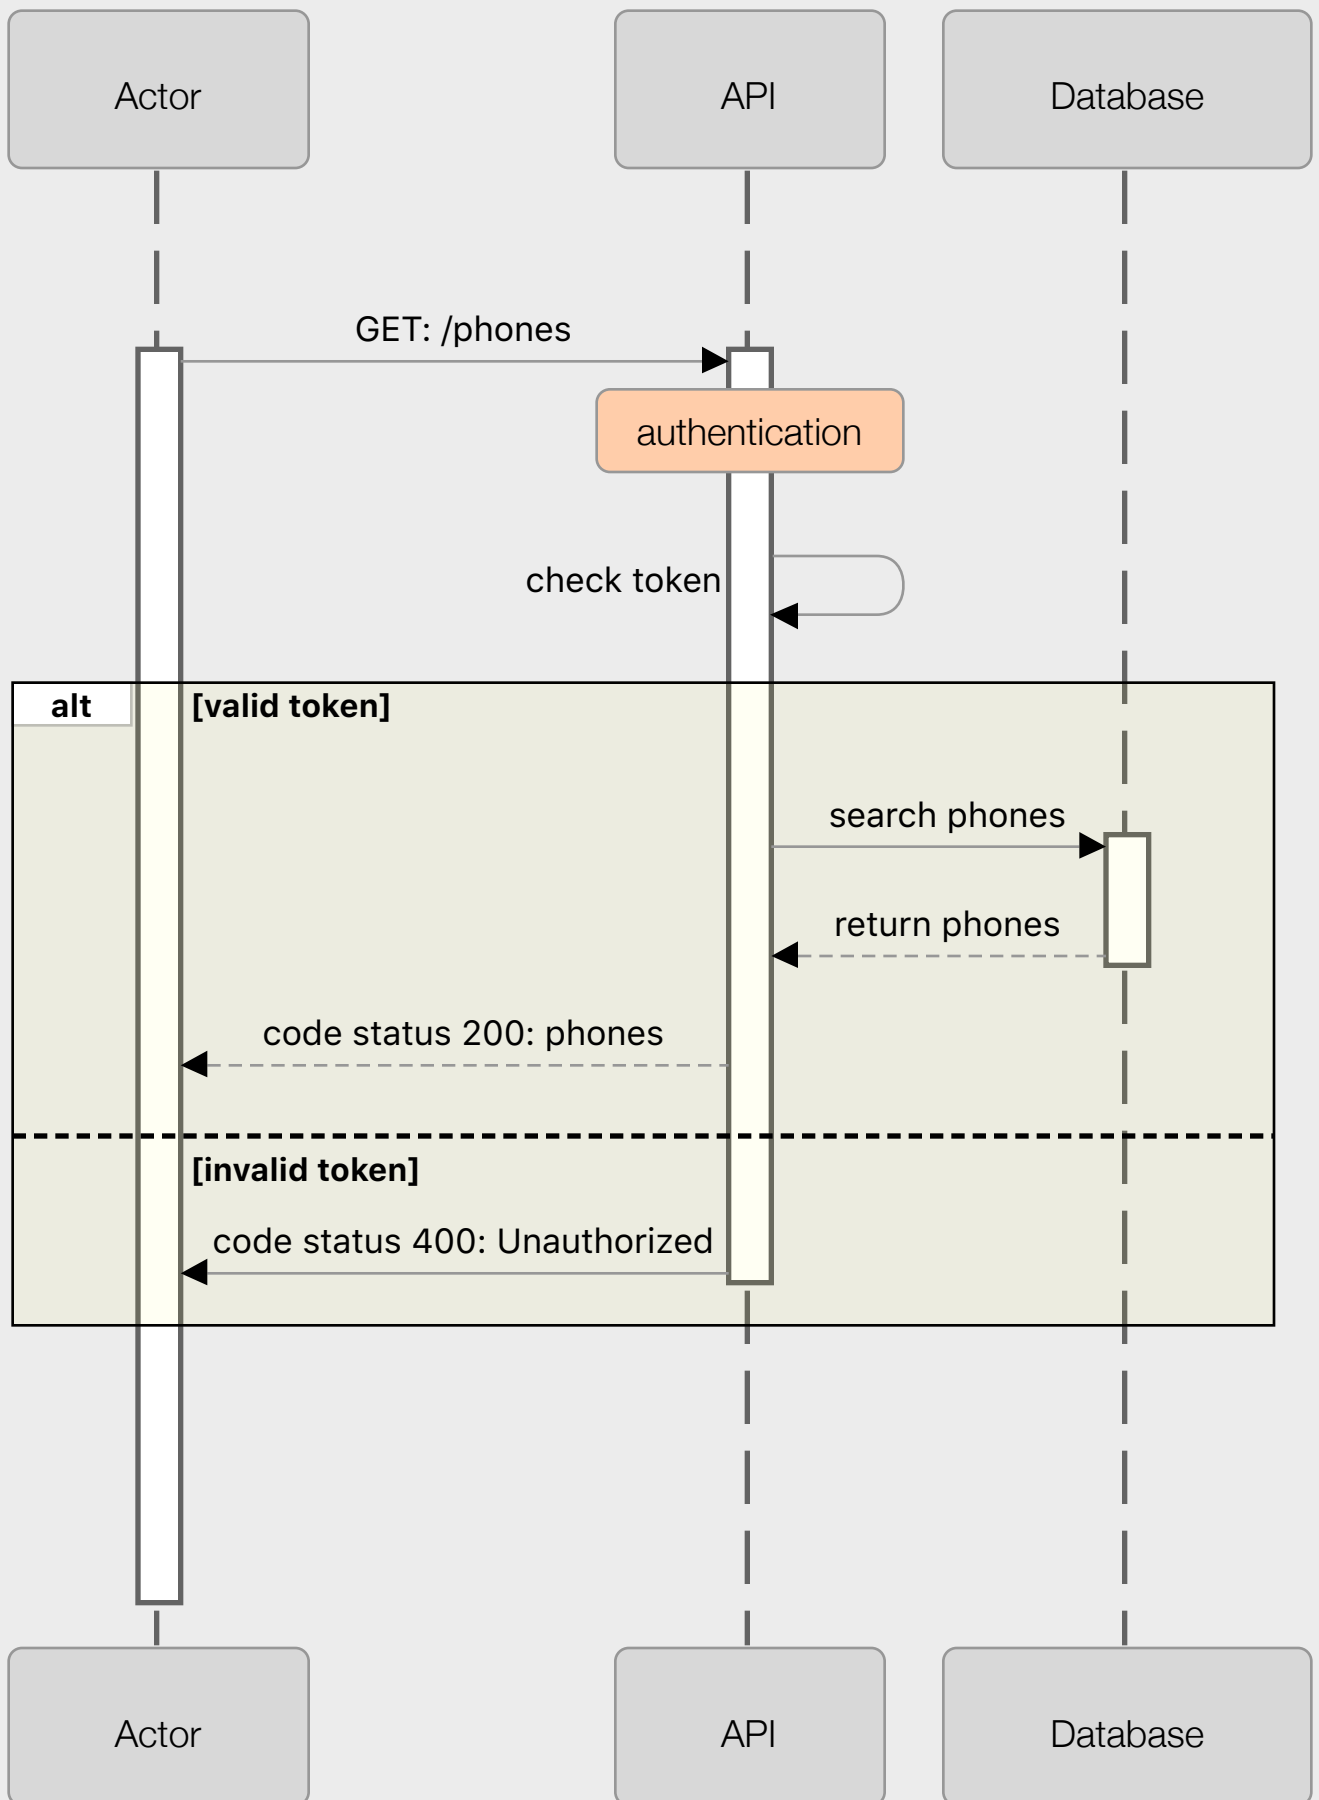 Actor
API
Database
GET: /phones
authentication
check token
alt
[valid token]
search phones
return phones
code status 200: phones
[invalid token]
code status 400: Unauthorized
Actor
API
Database